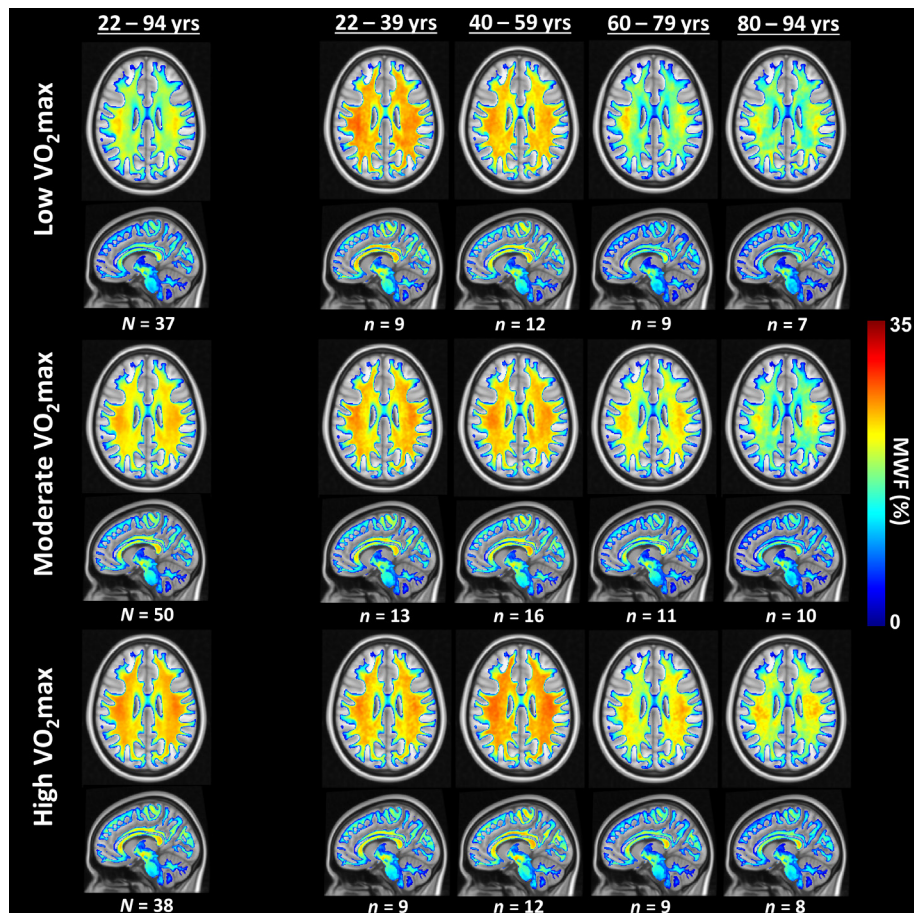 22 – 94 yrs 22 – 39 yrs 40 – 59 yrs 60 – 79 yrs 80 – 94 yrs
Low VO₂max
N = 37 n = 9 n = 12 n = 9 n = 7
Moderate VO₂max
35
MWF (%)
0
N = 50 n = 13 n = 16 n = 11 n = 10
High VO₂max
N = 38 n = 9 n = 12 n = 9 n = 8